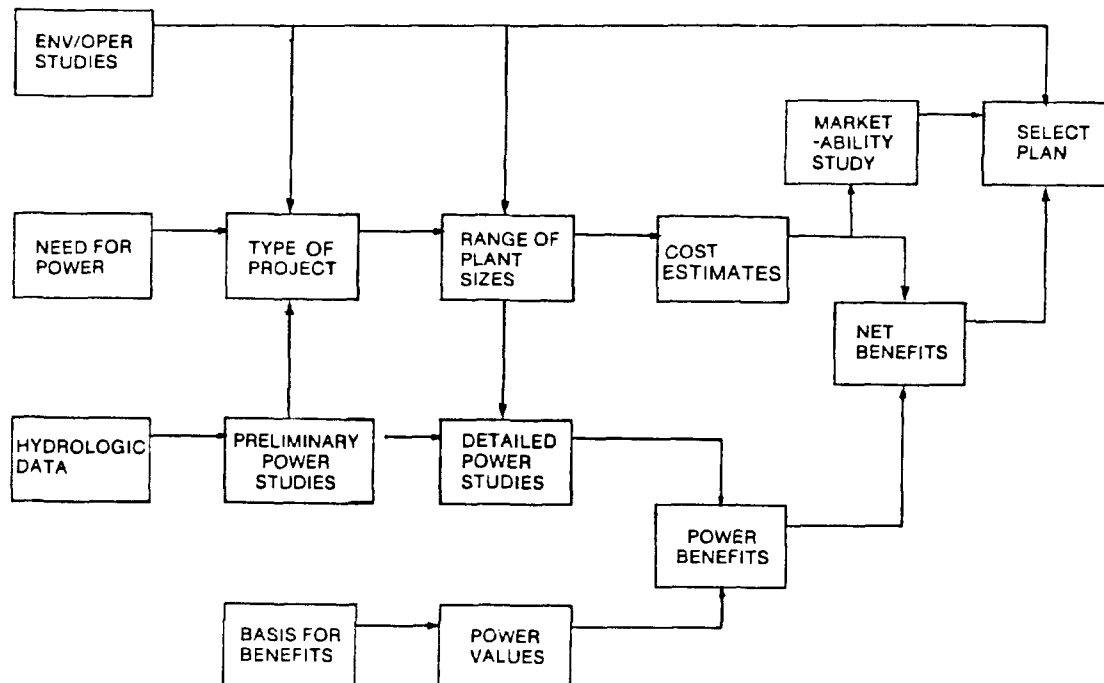 ENV/OPER
STUDIES
MARKET
-ABILITY
STUDY
SELECT
PLAN
NEED FOR
POWER
TYPE OF
PROJECT
RANGE OF
PLANT
SIZES
COST
ESTIMATES
NET
BENEFITS
HYDROLOGIC
DATA
PRELIMINARY
POWER
STUDIES
DETAILED
POWER
STUDIES
POWER
BENEFITS
BASIS FOR
BENEFITS
POWER
VALUES